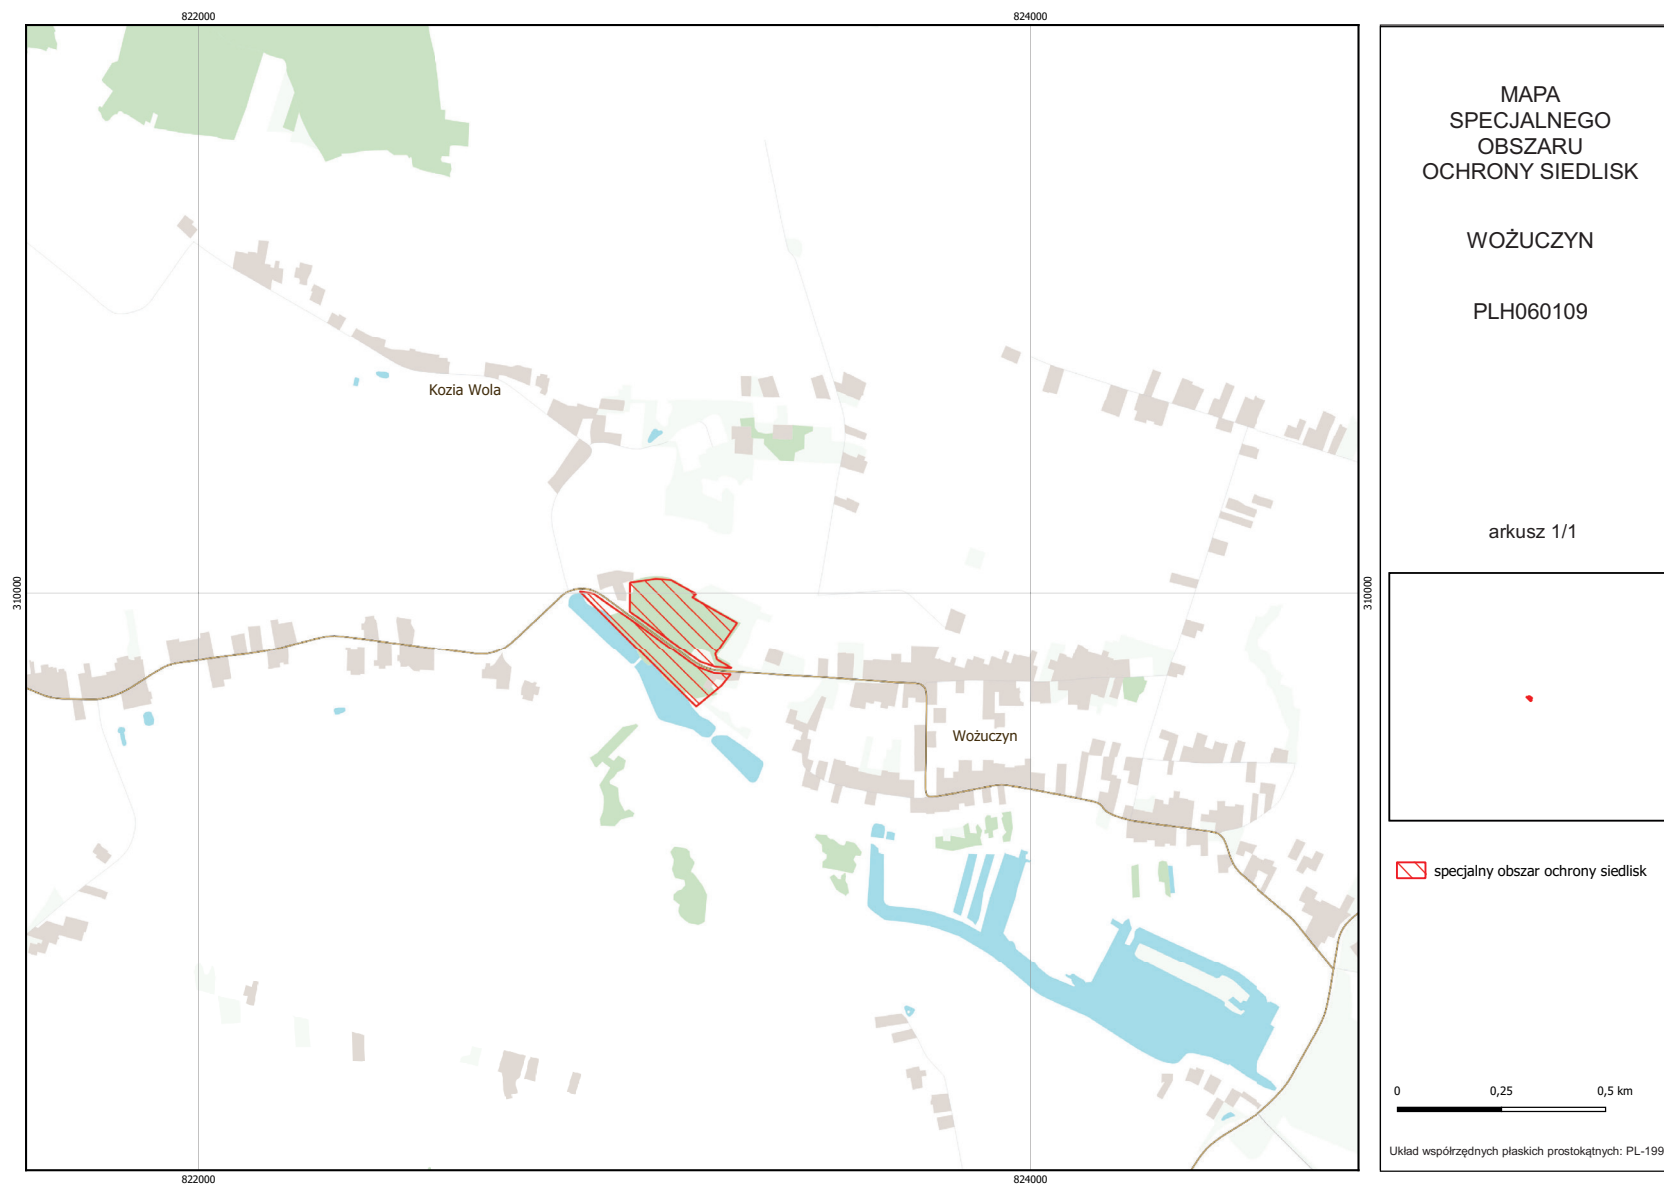 822000
824000
MAPA
SPECJALNEGO
OBSZARU
OCHRONY SIEDLISK
WOŻUCZYN
PLH060109
Kozia Wola
arkusz 1/1
310000
310000
Wożuczyn
specjalny obszar ochrony siedlisk
0 0,25 0,5 km
Układ współrzędnych płaskich prostokątnych: PL-199
822000
824000